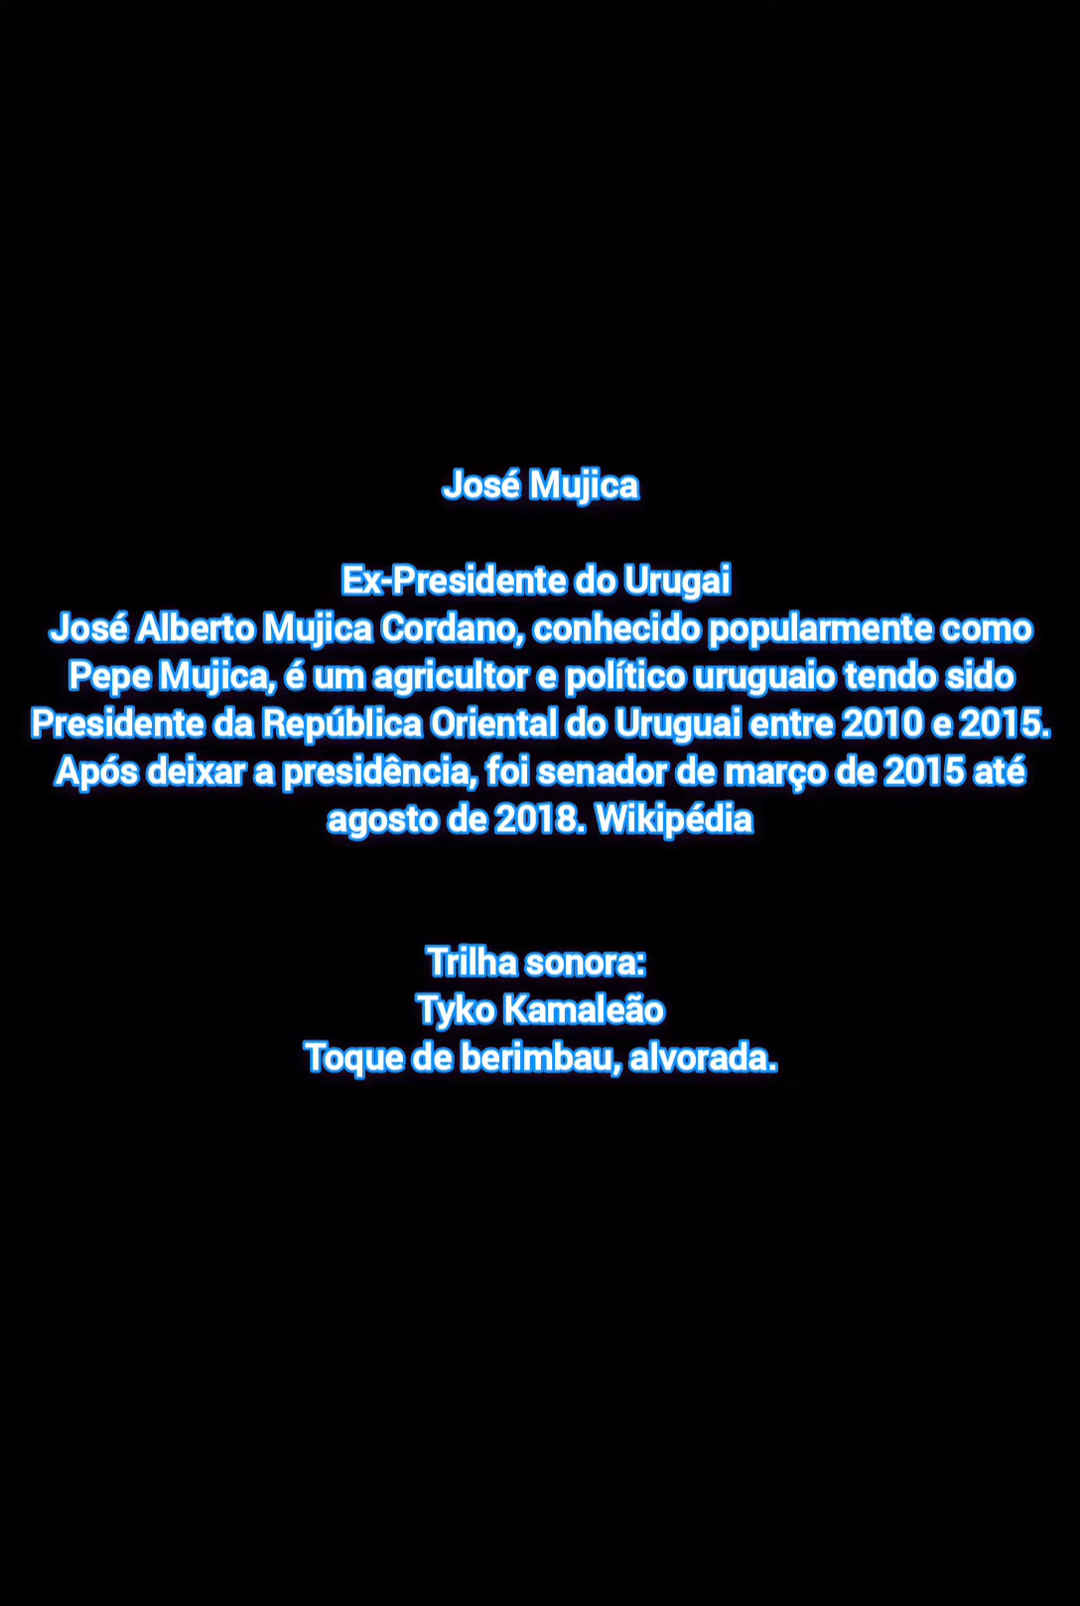 José Mujica
Ex-Presidente do Urugai
José Alberto Mujica Cordano, conhecido popularmente como
Pepe Mujica, é um agricultor e político uruguaio tendo sido
Presidente da República Oriental do Uruguai entre 2010 e 2015.
Após deixar a presidência, foi senador de março de 2015 até
agosto de 2018. Wikipédia
Trilha sonora:
Tyko Kamaleão
Toque de berimbau, alvorada.